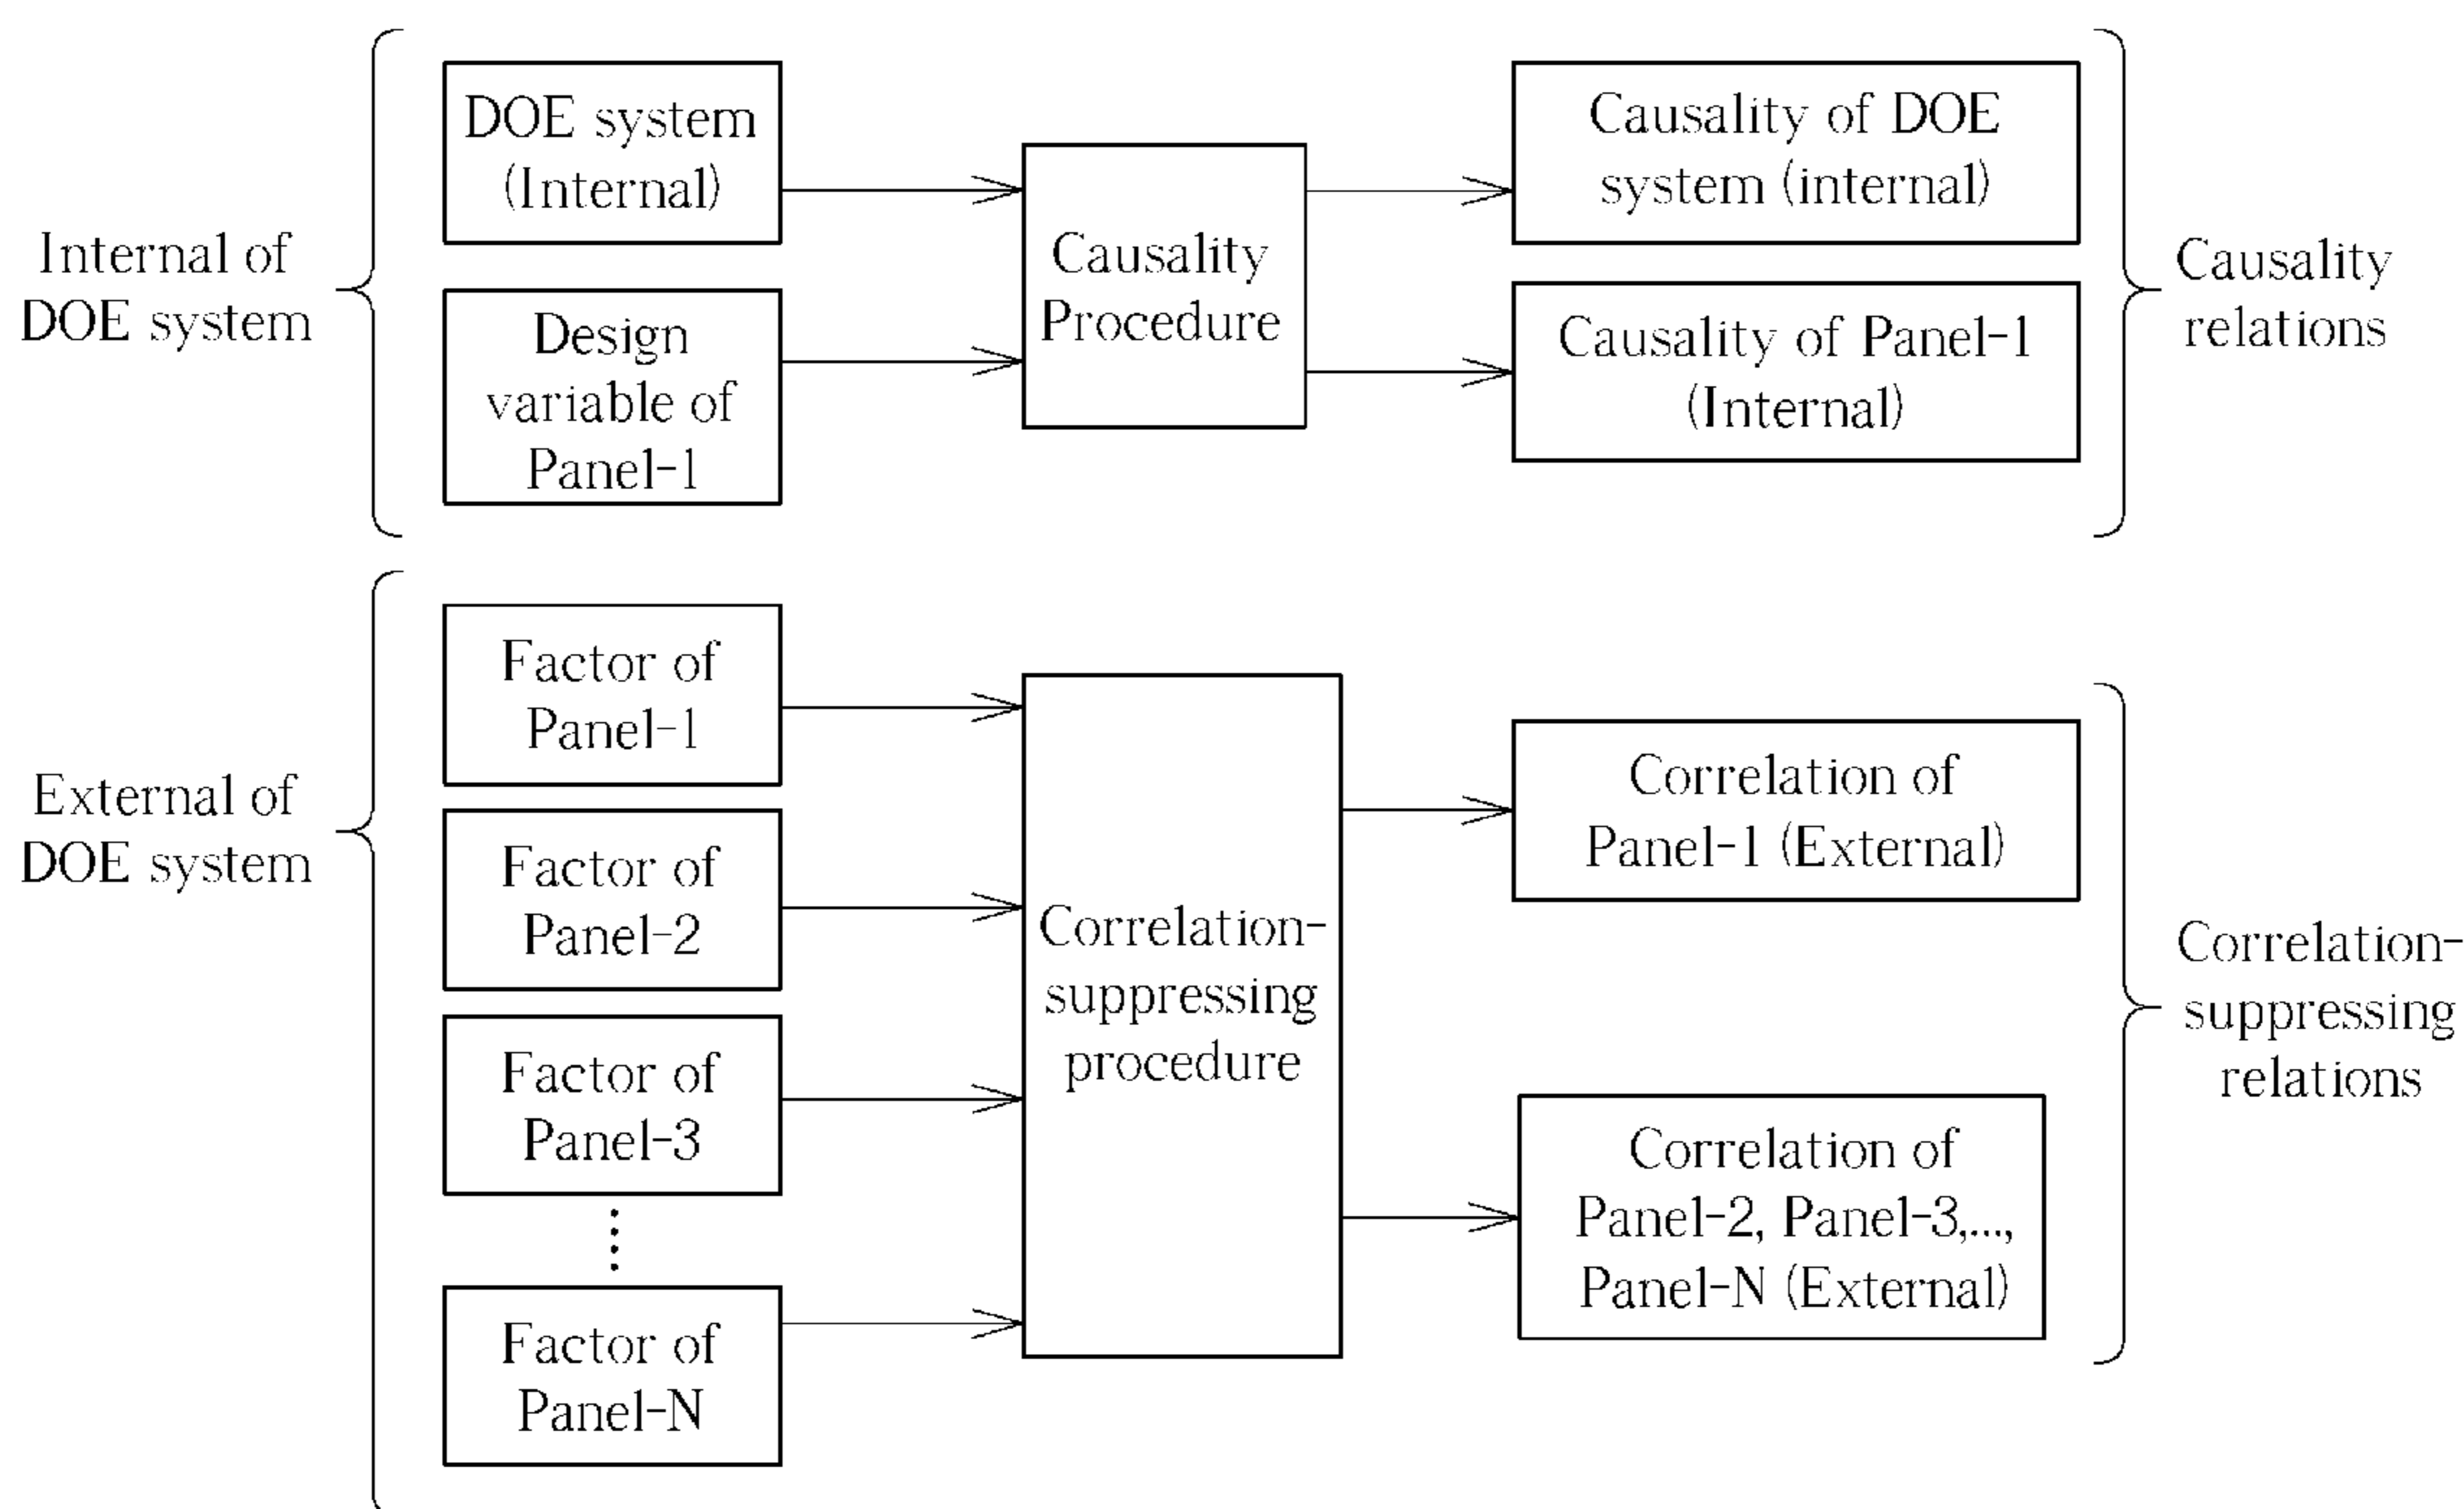 Internal of
DOE system
DOE system
(Internal)
Design
variable of
Panel-1
Causality
Procedure
Causality of DOE
system (internal)
Causality of Panel-1
(Internal)
Causality
relations
External of
DOE system
Factor of
Panel-1
Factor of
Panel-2
Factor of
Panel-3
Factor of
Panel-N
Correlation-
suppressing
procedure
Correlation of
Panel-1 (External)
Correlation of
Panel-2, Panel-3,...,
Panel-N (External)
Correlation-
suppressing
relations